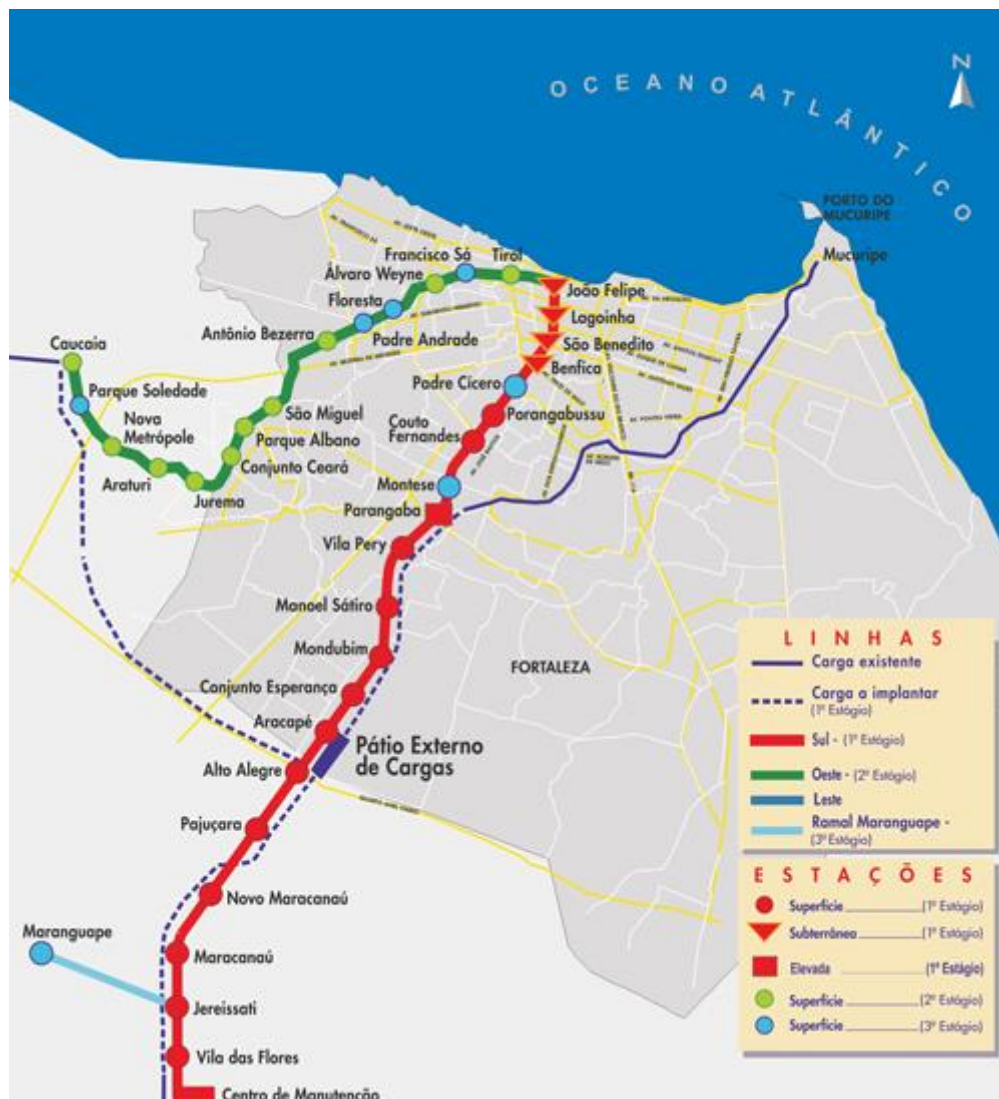 N
OCEANO ATLÂNTICO
PORTO DO
MUCURIPE
Mucuripe
Francisco Sá
Tirol
Álvaro Weyne
João Felipe
Floresta
Lagoinha
Antônio Bezerra
Padre Andrade
São Benedito
Caucaia
Benfica
Padre Cícero
Parque Soledade
Porangabussu
São Miguel
Nova
Metrópole
Couto
Fernandes
Parque Albano
Conjunto Ceará
Araturi
Jurema
Montese
Parangaba
Vila Pery
Manoel Sátiro
Mondubim
FORTALEZA
Conjunto Esperança
Aracapé
Pátio Externo
de Cargas
Alto Alegre
Pajuçara
Novo Maracanaú
Maranguape
Maracanaú
Jereissati
Vila das Flores
Centro de Manutenção
LINHAS
Carga existente
Carga a implantar
(1º Estágio)
Sul - (1º Estágio)
Oeste - (2º Estágio)
Leste
Ramal Maranguape -
(3º Estágio)
ESTAÇÕES
Superfície (1º Estágio)
Subterrânea (1º Estágio)
Elevada (1º Estágio)
Superfície (2º Estágio)
Superfície (3º Estágio)